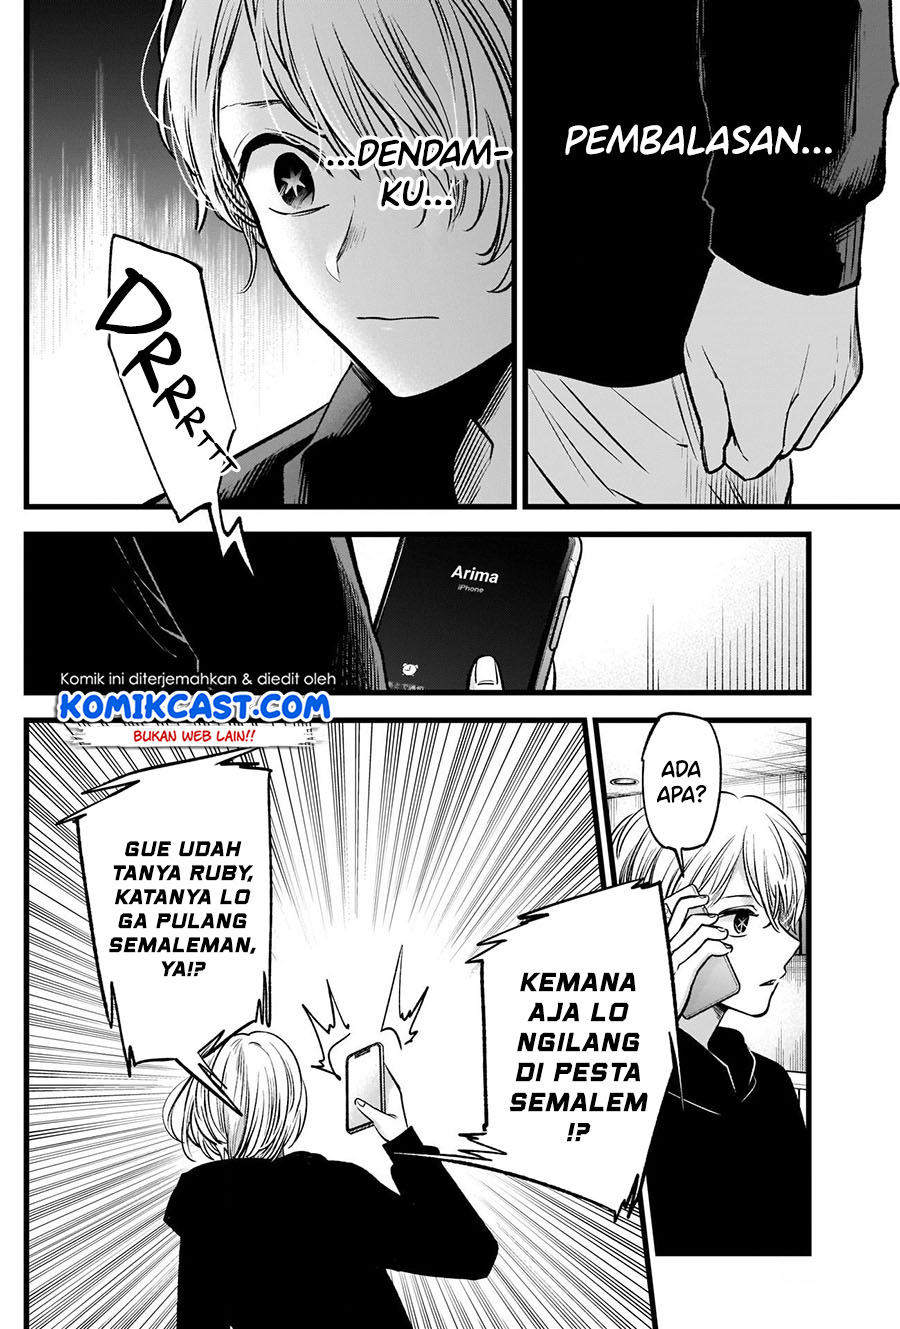 PEMBALASAN...
...DENDAM-
KU...
DRRRTTT
Arima
iPhone
Komik ini diterjemahkan & diedit oleh
KOMIKCAST.COM
BUKAN WEB LAIN!!
ADA
APA?
KEMANA
AJA LO
NGILANG
DI PESTA
SEMALEM
!?
GUE UDAH
TANYA RUBY,
KATANYA LO
GA PULANG
SEMALEMAN,
YA!?